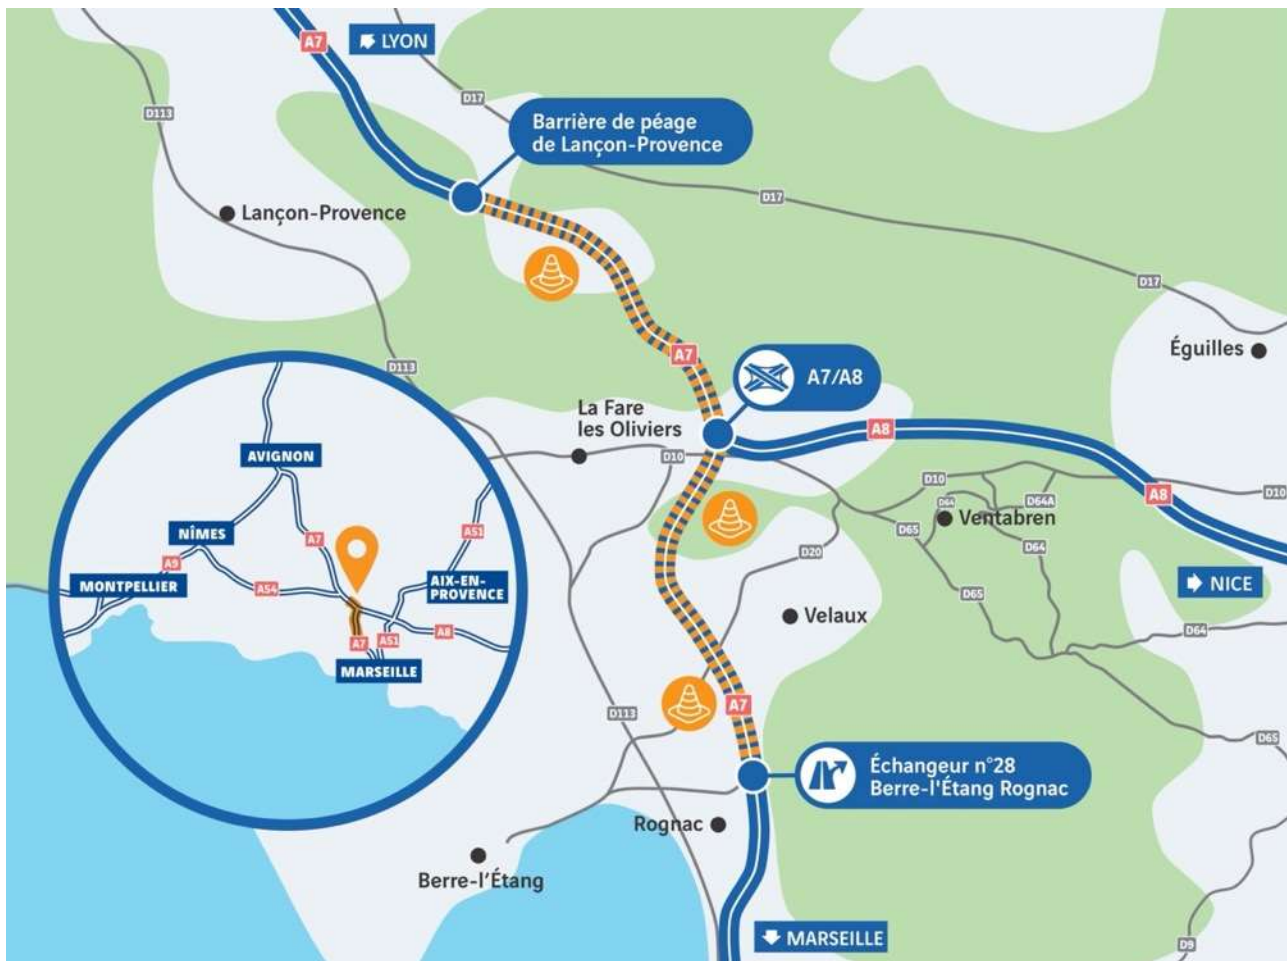 A7
LYON
D113
D17
Barrière de péage
de Lançon-Provence
D17
Lançon-Provence
D17
Éguilles
A7
A7/A8
D113
La Fare
les Oliviers
A8
D10
D10
D64
D64A
D10
A8
Ventabren
D65
D64
D20
D65
NICE
Velaux
D64
AVIGNON
NÎMES
A7
A51
A9
MONTPELLIER
A54
AIX-EN-
PROVENCE
A7
A51
A8
MARSEILLE
D113
A7
D65
Échangeur n°28
Berre-l'Étang Rognac
Rognac
Berre-l'Étang
MARSEILLE
D9